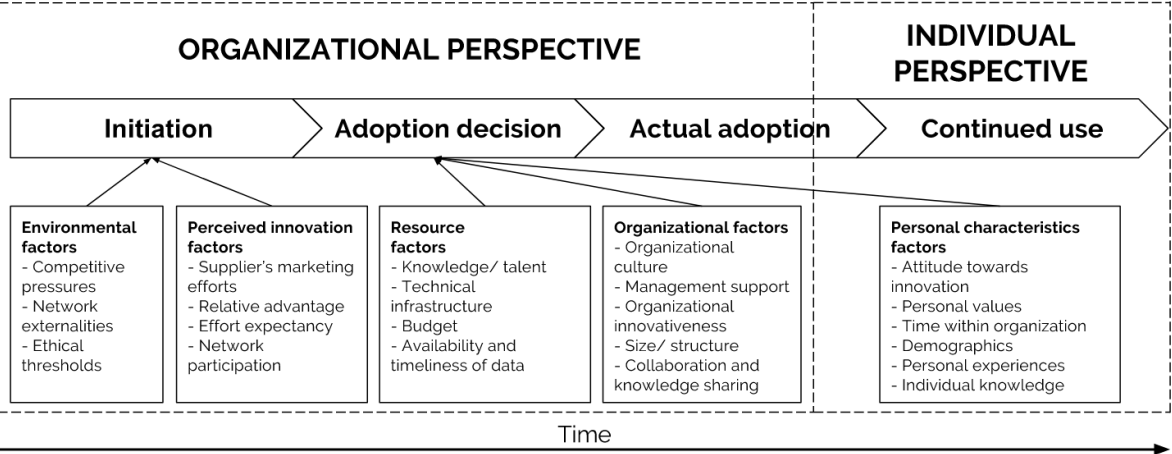 ORGANIZATIONAL PERSPECTIVE
INDIVIDUAL
PERSPECTIVE
Initiation
Adoption decision
Actual adoption
Continued use
Environmental
factors
- Competitive
pressures
- Network
externalities
- Ethical
thresholds
Perceived innovation
factors
- Supplier's marketing
efforts
- Relative advantage
- Effort expectancy
- Network
participation
Resource
factors
- Knowledge/ talent
- Technical
infrastructure
- Budget
- Availability and
timeliness of data
Organizational factors
- Organizational
culture
- Management support
- Organizational
innovativeness
- Size/ structure
- Collaboration and
knowledge sharing
Personal characteristics
factors
- Attitude towards
innovation
- Personal values
- Time within organization
- Demographics
- Personal experiences
- Individual knowledge
Time